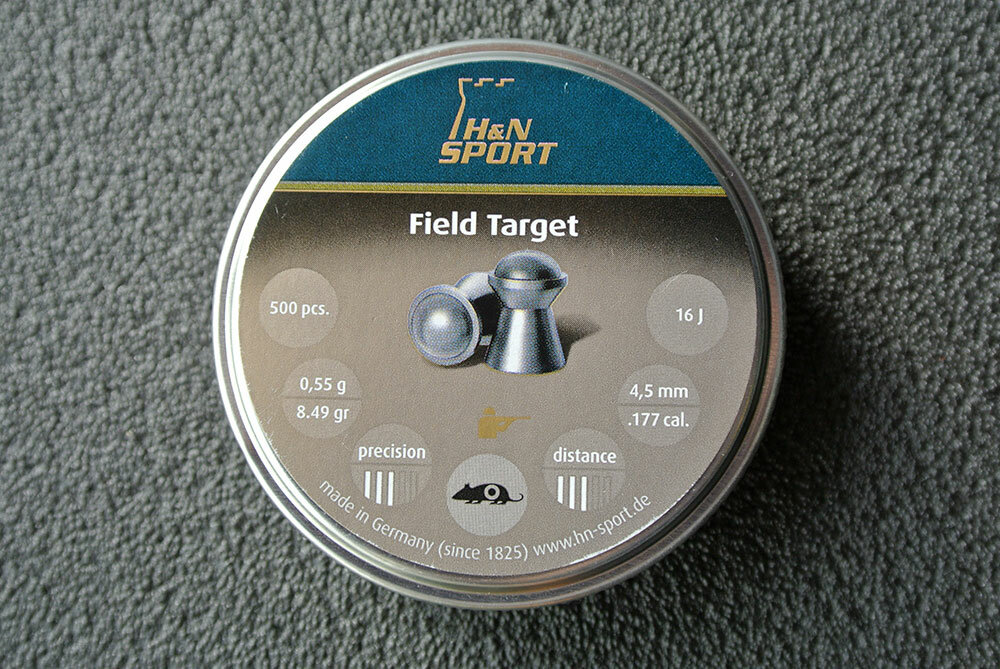 H&N
SPORT
Field Target
500 pcs.
16 J
0,55 g
8.49 gr
4,5 mm
.177 cal.
precision
distance
made in Germany (since 1825) www.hn-sport.de